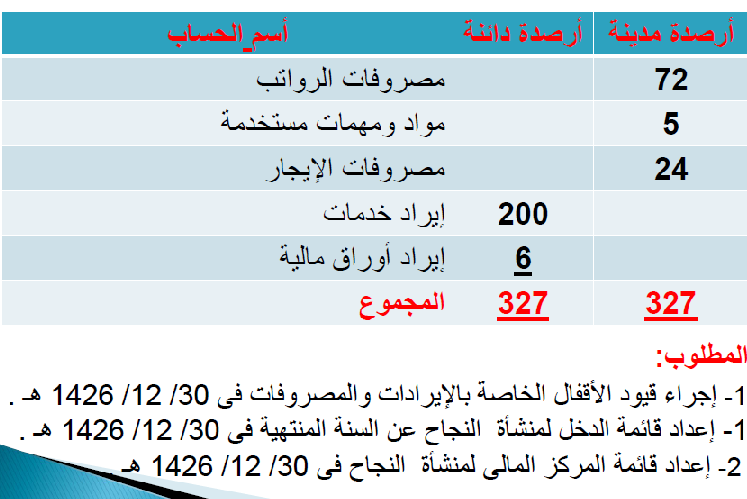 أرصدة مدينة أرصدة دائنة أسم الحساب
72 مصروفات الرواتب
5 مواد ومهمات مستخدمة
24 مصروفات الإيجار
200 إيراد خدمات
6 إيراد أوراق مالية
327 327 المجموع
المطلوب:
1- إجراء قيود الأقفال الخاصة بالإيرادات والمصروفات فى 30/ 12/ 1426 هـ .
1- إعداد قائمة الدخل لمنشأة النجاح عن السنة المنتهية فى 30/ 12/ 1426 هـ .
2- إعداد قائمة المركز المالى لمنشأة النجاح فى 30/ 12/ 1426 هـ